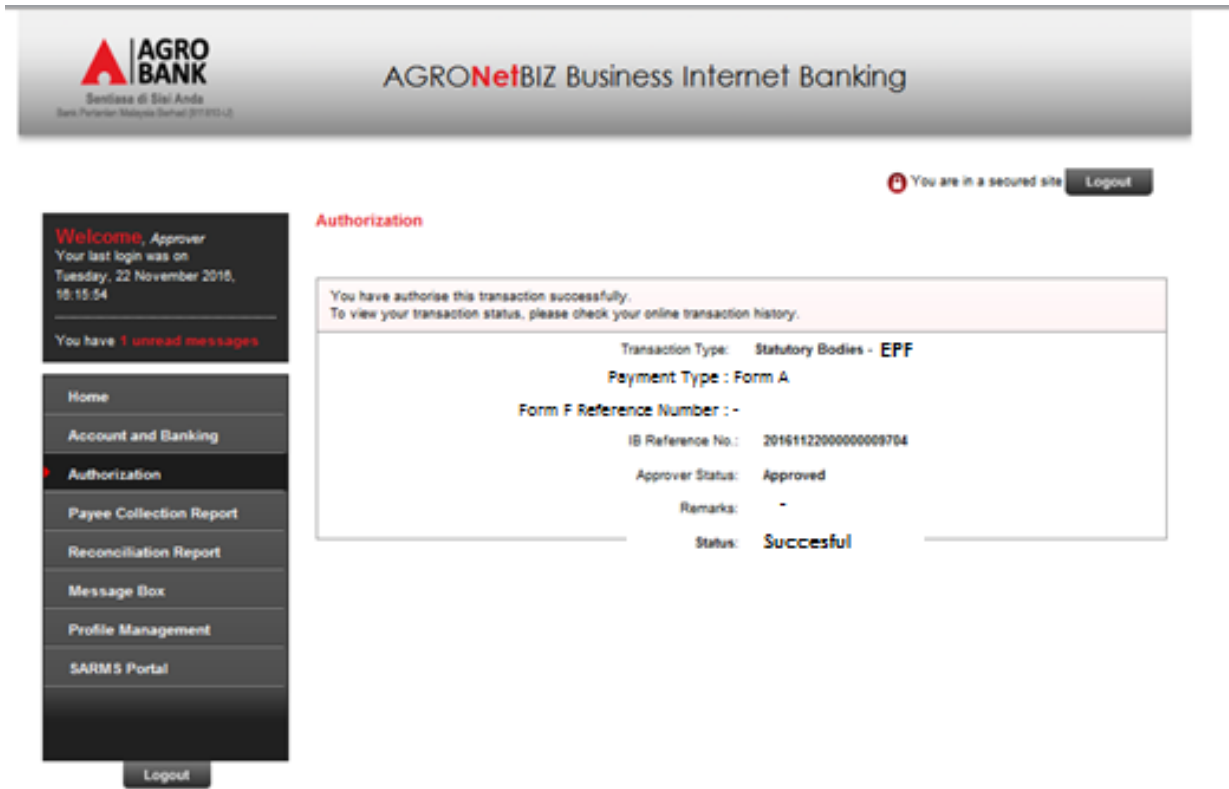 AGRO
BANK
Sentiasa di Sisi Anda
Bank Pertanian Malaysia Berhad
AGRONetBIZ Business Internet Banking
You are in a secured site
Logout
Welcome, Approver
Your last login was on
Tuesday, 22 November 2016,
16:15:54
You have 1 unread messages
Home
Account and Banking
Authorization
Payee Collection Report
Reconciliation Report
Message Box
Profile Management
SARMS Portal
Logout
Authorization
You have authorise this transaction successfully.
To view your transaction status, please check your online transaction history.
Transaction Type: Statutory Bodies - EPF
Payment Type : Form A
Form F Reference Number : -
IB Reference No.: 20161122000000009704
Approver Status: Approved
Remarks: -
Status: Succesful